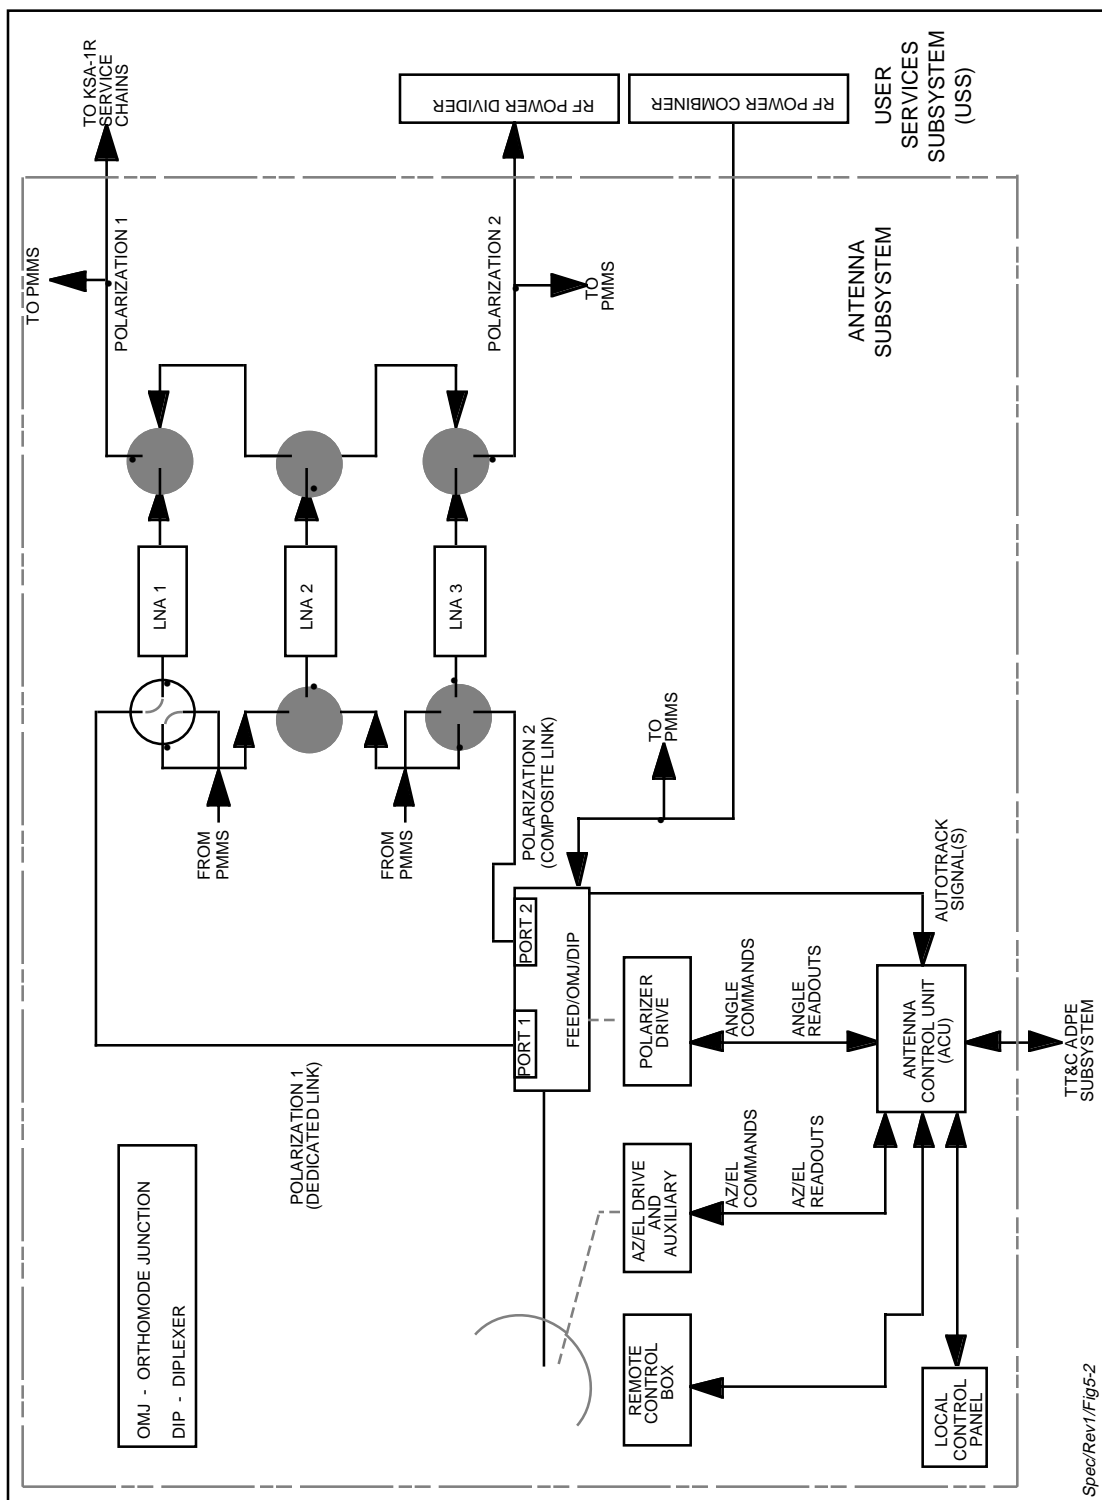 OMJ - ORTHOMODE JUNCTION
DIP - DIPLEXER
POLARIZATION 1
(DEDICATED LINK)
FROM
PMMS
FROM
PMMS
LNA 1
LNA 2
LNA 3
TO PMMS
POLARIZATION 1
TO KSA-1R
SERVICE
CHAINS
POLARIZATION 2
TO
PMMS
RF POWER DIVIDER
RF POWER COMBINER
USER
SERVICES
SUBSYSTEM
(USS)
ANTENNA
SUBSYSTEM
POLARIZATION 2
(COMPOSITE LINK)
TO
PMMS
PORT 1
PORT 2
FEED/OMJ/DIP
REMOTE
CONTROL
BOX
AZ/EL DRIVE
AND
AUXILIARY
POLARIZER
DRIVE
AZ/EL
COMMANDS
AZ/EL
READOUTS
ANGLE
COMMANDS
ANGLE
READOUTS
AUTOTRACK
SIGNAL(S)
LOCAL
CONTROL
PANEL
ANTENNA
CONTROL UNIT
(ACU)
TT&C ADPE
SUBSYSTEM
Spec/Rev1/Fig5-2